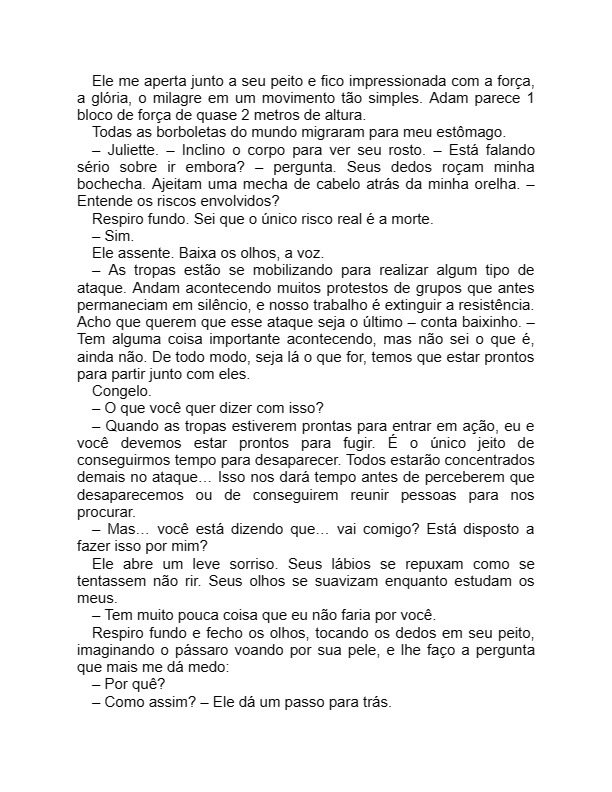 Ele me aperta junto a seu peito e fico impressionada com a força,
a glória, o milagre em um movimento tão simples. Adam parece 1
bloco de força de quase 2 metros de altura.
Todas as borboletas do mundo migraram para meu estômago.
– Juliette. – Inclino o corpo para ver seu rosto. – Está falando
sério sobre ir embora? – pergunta. Seus dedos roçam minha
bochecha. Ajeitam uma mecha de cabelo atrás da minha orelha. –
Entende os riscos envolvidos?
Respiro fundo. Sei que o único risco real é a morte.
– Sim.
Ele assente. Baixa os olhos, a voz.
– As tropas estão se mobilizando para realizar algum tipo de
ataque. Andam acontecendo muitos protestos de grupos que antes
permaneciam em silêncio, e nosso trabalho é extinguir a resistência.
Acho que querem que esse ataque seja o último – conta baixinho. –
Tem alguma coisa importante acontecendo, mas não sei o que é,
ainda não. De todo modo, seja lá o que for, temos que estar prontos
para partir junto com eles.
Congelo.
– O que você quer dizer com isso?
– Quando as tropas estiverem prontas para entrar em ação, eu e
você devemos estar prontos para fugir. É o único jeito de
conseguirmos tempo para desaparecer. Todos estarão concentrados
demais no ataque… Isso nos dará tempo antes de perceberem que
desaparecemos ou de conseguirem reunir pessoas para nos
procurar.
– Mas… você está dizendo que… vai comigo? Está disposto a
fazer isso por mim?
Ele abre um leve sorriso. Seus lábios se repuxam como se
tentassem não rir. Seus olhos se suavizam enquanto estudam os
meus.
– Tem muito pouca coisa que eu não faria por você.
Respiro fundo e fecho os olhos, tocando os dedos em seu peito,
imaginando o pássaro voando por sua pele, e lhe faço a pergunta
que mais me dá medo:
– Por quê?
– Como assim? – Ele dá um passo para trás.